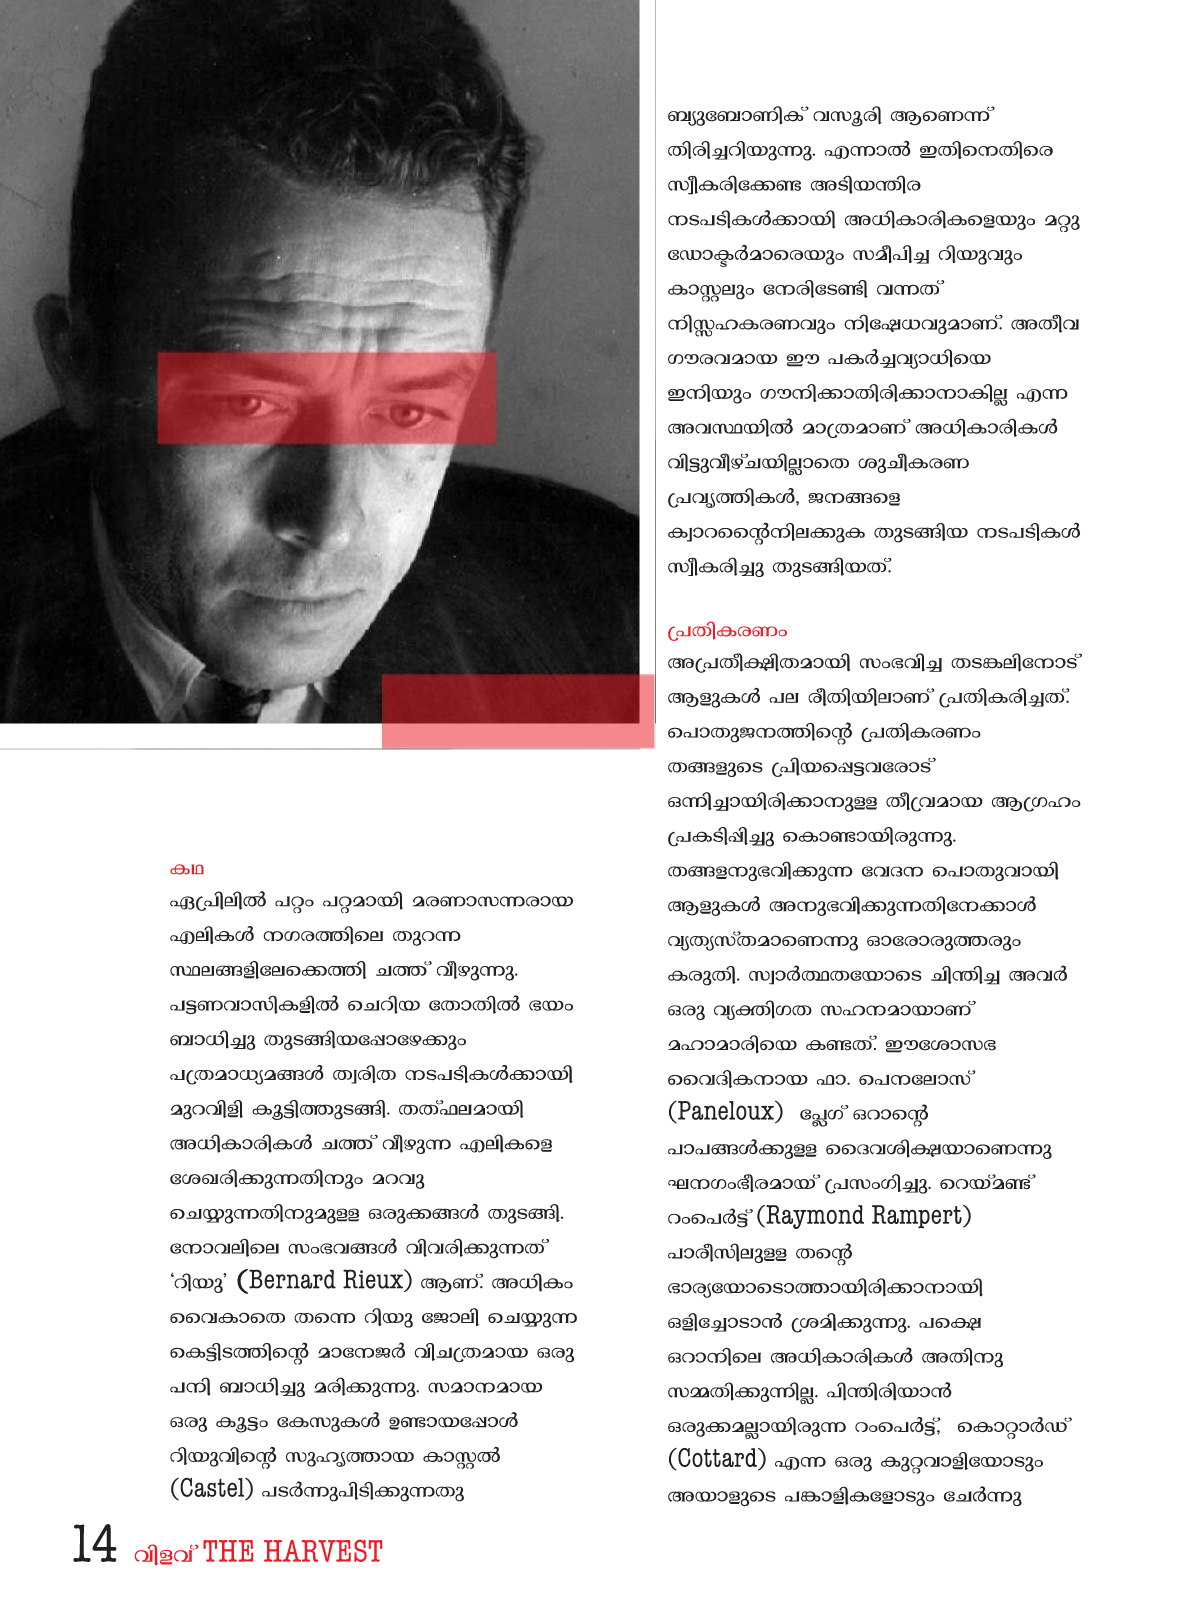 കഥ
ഏപ്രിലിൽ പറ്റം പറ്റമായി മരണാസന്നരായ
എലികൾ നഗരത്തിലെ തുറന്ന
സ്ഥലങ്ങളിലേക്കെത്തി ചത്ത് വീഴുന്നു.
പട്ടണവാസികളിൽ ചെറിയ തോതിൽ ഭയം
ബാധിച്ചു തുടങ്ങിയപ്പോഴേക്കും
പത്രമാധ്യമങ്ങൾ ത്വരിത നടപടികൾക്കായി
മുറവിളി കൂട്ടിത്തുടങ്ങി. തത്ഫലമായി
അധികാരികൾ ചത്ത് വീഴുന്ന എലികളെ
ശേഖരിക്കുന്നതിനും മറവു
ചെയ്യുന്നതിനുമുളള ഒരുക്കങ്ങൾ തുടങ്ങി.
നോവലിലെ സംഭവങ്ങൾ വിവരിക്കുന്നത്
‘റിയു’ (Bernard Rieux) ആണ്. അധികം
വൈകാതെ തന്നെ റിയു ജോലി ചെയ്യുന്ന
കെട്ടിടത്തിന്റെ മാനേജർ വിചത്രമായ ഒരു
പനി ബാധിച്ചു മരിക്കുന്നു. സമാനമായ
ഒരു കൂട്ടം കേസുകൾ ഉണ്ടായപ്പോൾ
റിയുവിന്റെ സുഹൃത്തായ കാസ്റ്റൽ
(Castel) പടർന്നുപിടിക്കുന്നതു
ബ്യുബോണിക് വസൂരി ആണെന്ന്
തിരിച്ചറിയുന്നു. എന്നാൽ ഇതിനെതിരെ
സ്വീകരിക്കേണ്ട അടിയന്തിര
നടപടികൾക്കായി അധികാരികളെയും മറ്റു
ഡോക്ടർമാരെയും സമീപിച്ച റിയുവും
കാസ്റ്റലും നേരിടേണ്ടി വന്നത്
നിസ്സഹകരണവും നിഷേധവുമാണ്. അതീവ
ഗൗരവമായ ഈ പകർച്ചവ്യാധിയെ
ഇനിയും ഗൗനിക്കാതിരിക്കാനാകില്ല എന്ന
അവസ്ഥയിൽ മാത്രമാണ് അധികാരികൾ
വിട്ടുവീഴ്ചയില്ലാതെ ശുചീകരണ
പ്രവൃത്തികൾ, ജനങ്ങളെ
ക്വാറന്റൈനിലക്കുക തുടങ്ങിയ നടപടികൾ
സ്വീകരിച്ചു തുടങ്ങിയത്.
പ്രതികരണം
അപ്രതീക്ഷിതമായി സംഭവിച്ച തടങ്കലിനോട്
ആളുകൾ പല രീതിയിലാണ് പ്രതികരിച്ചത്.
പൊതുജനത്തിന്റെ പ്രതികരണം
തങ്ങളുടെ പ്രിയപ്പെട്ടവരോട്
ഒന്നിച്ചായിരിക്കാനുളള തീവ്രമായ ആഗ്രഹം
പ്രകടിപ്പിച്ചു കൊണ്ടായിരുന്നു.
തങ്ങളനുഭവിക്കുന്ന വേദന പൊതുവായി
ആളുകൾ അനുഭവിക്കുന്നതിനേക്കാൾ
വ്യത്യസ്തമാണെന്നു ഓരോരുത്തരും
കരുതി. സ്വാർത്ഥതയോടെ ചിന്തിച്ച അവർ
ഒരു വ്യക്തിഗത സഹനമായാണ്
മഹാമാരിയെ കണ്ടത്. ഈശോസഭ
വൈദികനായ ഫാ. പെനലോസ്
(Paneloux) പ്ലേഗ് ഒറാന്റെ
പാപങ്ങൾക്കുളള ദൈവശിക്ഷയാണെന്നു
ഘനഗംഭീരമായ് പ്രസംഗിച്ചു. റെയ്മണ്ട്
റംപെർട്ട് (Raymond Rampert)
പാരീസിലുളള തന്റെ
ഭാര്യയോടൊത്തായിരിക്കാനായി
ഒളിച്ചോടാൻ ശ്രമിക്കുന്നു. പക്ഷെ
ഒറാനിലെ അധികാരികൾ അതിനു
സമ്മതിക്കുന്നില്ല. പിന്തിരിയാൻ
ഒരുക്കമല്ലായിരുന്ന റംപെർട്ട്, കൊറ്റാർഡ്
(Cottard) എന്ന ഒരു കുറ്റവാളിയോടും
അയാളുടെ പങ്കാളികളോടും ചേർന്നു
14 വിളവ് THE HARVEST